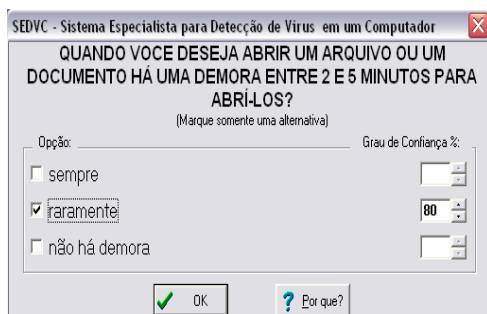 SEDVC - Sistema Especialista para Detecção de Virus em um Computador
QUANDO VOCE DESEJA ABRIR UM ARQUIVO OU UM
DOCUMENTO HÁ UMA DEMORA ENTRE 2 E 5 MINUTOS PARA
ABRÍ-LOS?
(Marque somente uma alternativa)
Opção: Grau de Confiança %:
sempre
raramente 80
não há demora
OK Por que?